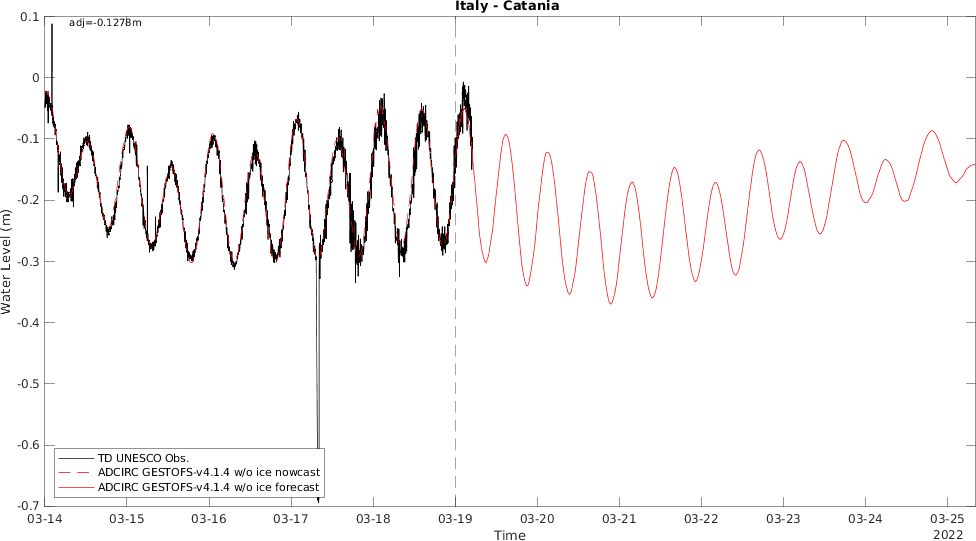 Italy - Catania
adj=-0.1278m
0.1
0
-0.1
-0.2
-0.3
-0.4
-0.5
-0.6
-0.7
Water Level (m)
TD UNESCO Obs.
ADCIRC GESTOFS-v4.1.4 w/o ice nowcast
ADCIRC GESTOFS-v4.1.4 w/o ice forecast
03-14 03-15 03-16 03-17 03-18 03-19 03-20 03-21 03-22 03-23 03-24 03-25
Time
2022